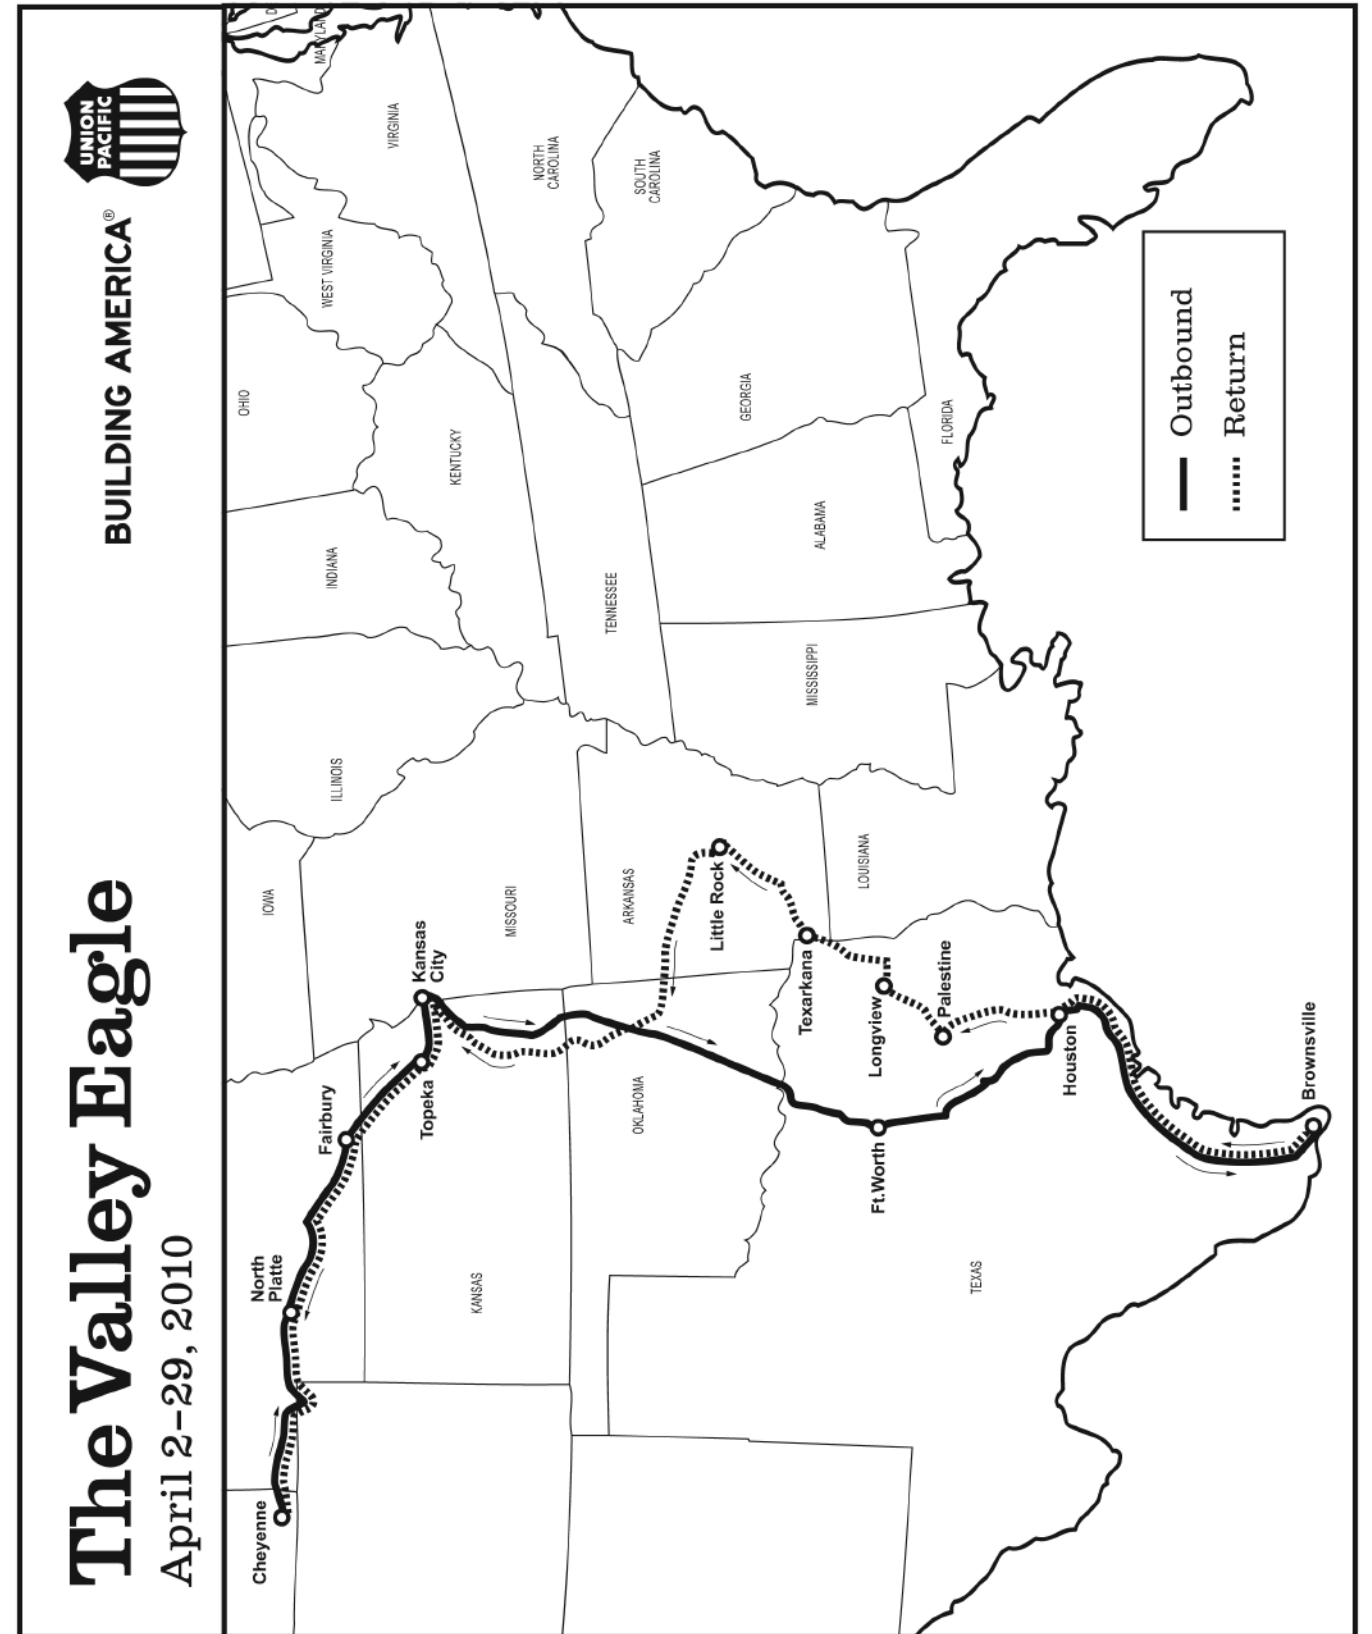 The Valley Eagle
April 2–29, 2010
BUILDING AMERICA®
UNION
PACIFIC
D
MARYLAND
OHIO
WEST VIRGINIA
VIRGINIA
INDIANA
KENTUCKY
NORTH
CAROLINA
IOWA
ILLINOIS
TENNESSEE
SOUTH
CAROLINA
MISSOURI
ARKANSAS
GEORGIA
KANSAS
OKLAHOMA
MISSISSIPPI
ALABAMA
LOUISIANA
FLORIDA
TEXAS
Cheyenne
North
Platte
Fairbury
Topeka
Kansas
City
Little Rock
Texarkana
Longview
Palestine
Ft.Worth
Houston
Brownsville
Outbound
Return